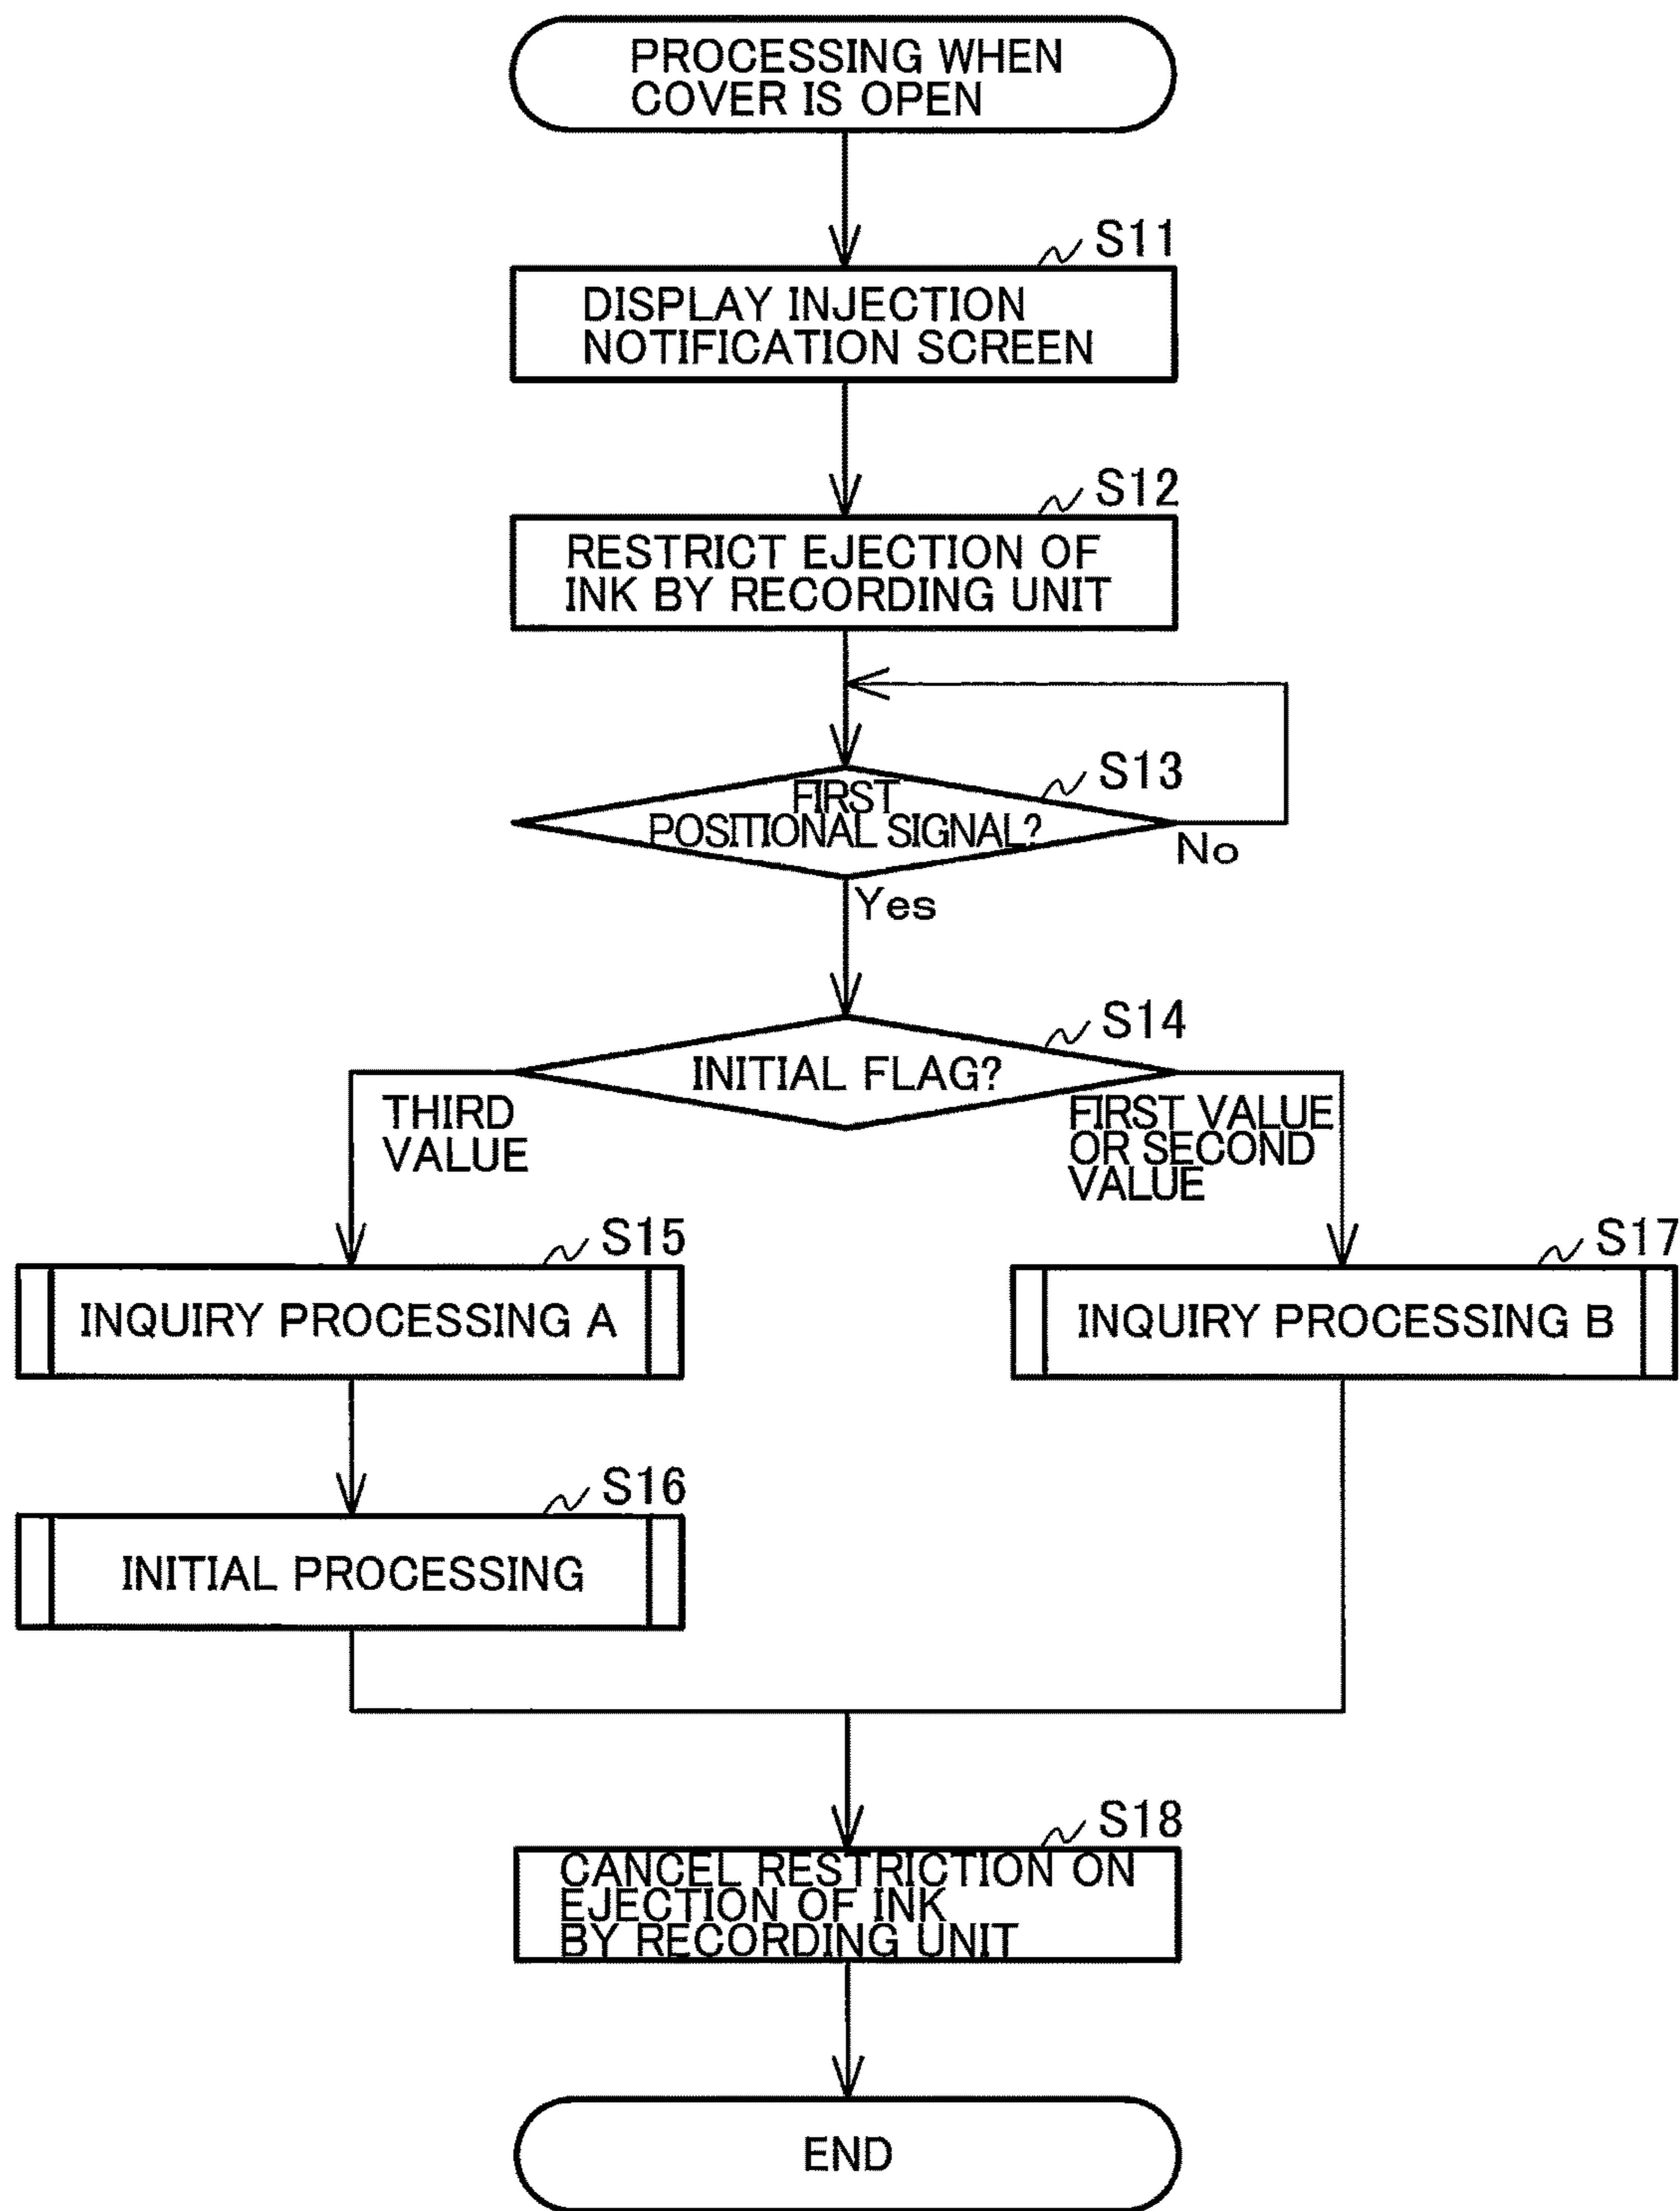 PROCESSING WHEN
COVER IS OPEN
S11
DISPLAY INJECTION
NOTIFICATION SCREEN
S12
RESTRICT EJECTION OF
INK BY RECORDING UNIT
S13
FIRST
POSITIONAL SIGNAL?
No
Yes
S14
INITIAL FLAG?
THIRD
VALUE
FIRST VALUE
OR SECOND
VALUE
S15
INQUIRY PROCESSING A
S17
INQUIRY PROCESSING B
S16
INITIAL PROCESSING
S18
CANCEL RESTRICTION ON
EJECTION OF INK
BY RECORDING UNIT
END